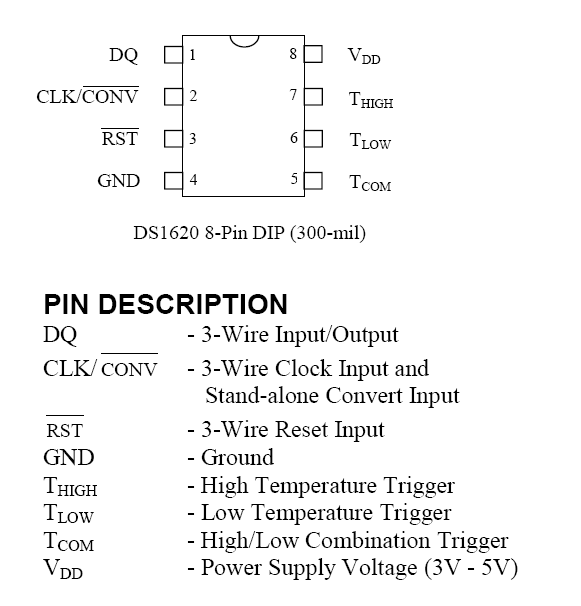 DQ 1 8 VDD
CLK/CONV 2 7 THIGH
RST 3 6 TLOW
GND 4 5 TCOM
DS1620 8-Pin DIP (300-mil)
PIN DESCRIPTION
DQ - 3-Wire Input/Output
CLK/CONV - 3-Wire Clock Input and
Stand-alone Convert Input
RST - 3-Wire Reset Input
GND - Ground
THIGH - High Temperature Trigger
TLOW - Low Temperature Trigger
TCOM - High/Low Combination Trigger
VDD - Power Supply Voltage (3V - 5V)